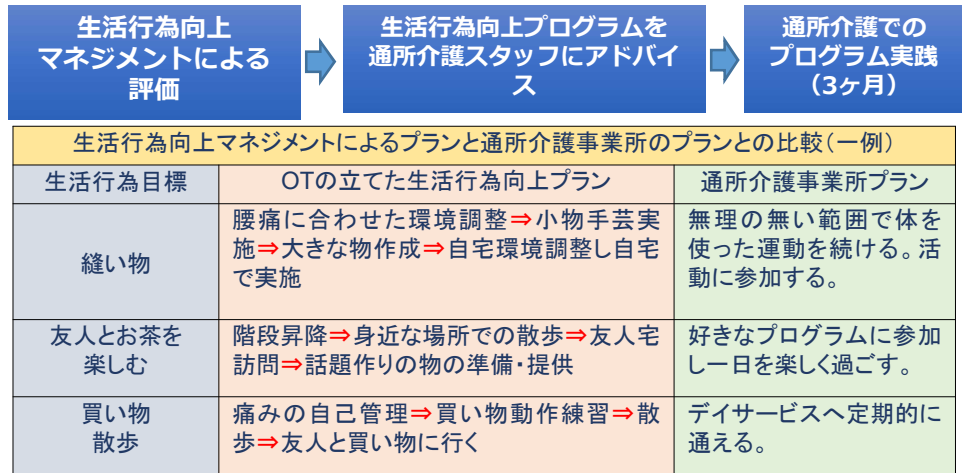 生活行為向上
マネジメントによる
評価
生活行為向上プログラムを
通所介護スタッフにアドバイ
ス
通所介護での
プログラム実践
（3ヶ月）
生活行為向上マネジメントによるプランと通所介護事業所のプランとの比較（一例）
生活行為目標
OTの立てた生活行為向上プラン
通所介護事業所プラン
縫い物
腰痛に合わせた環境調整⇒小物手芸実
施⇒大きな物作成⇒自宅環境調整し自宅
で実施
無理の無い範囲で体を
使った運動を続ける。活
動に参加する。
友人とお茶を
楽しむ
階段昇降⇒身近な場所での散歩⇒友人宅
訪問⇒話題作りの物の準備・提供
好きなプログラムに参加
し一日を楽しく過ごす。
買い物
散歩
痛みの自己管理⇒買い物動作練習⇒散
歩⇒友人と買い物に行く
デイサービスへ定期的に
通える。